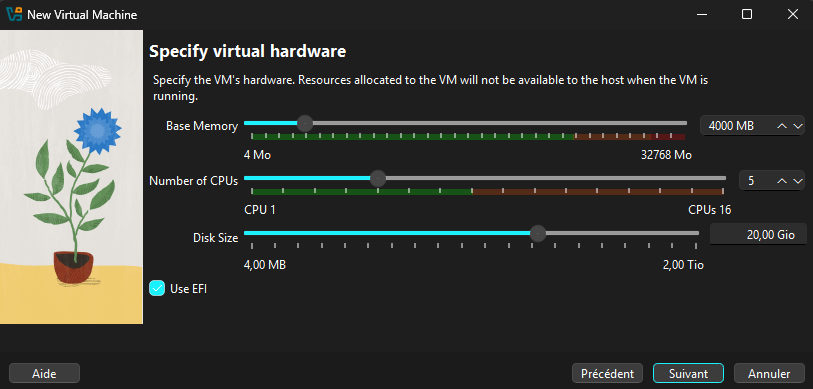 New Virtual Machine
Specify virtual hardware
Specify the VM's hardware. Resources allocated to the VM will not be available to the host when the VM is
running.
Base Memory
4000 MB
4 Mo
32768 Mo
Number of CPUs
5
CPU 1
CPUs 16
Disk Size
20,00 Gio
4,00 MB
2,00 Tio
Use EFI
Aide
Précédent
Suivant
Annuler